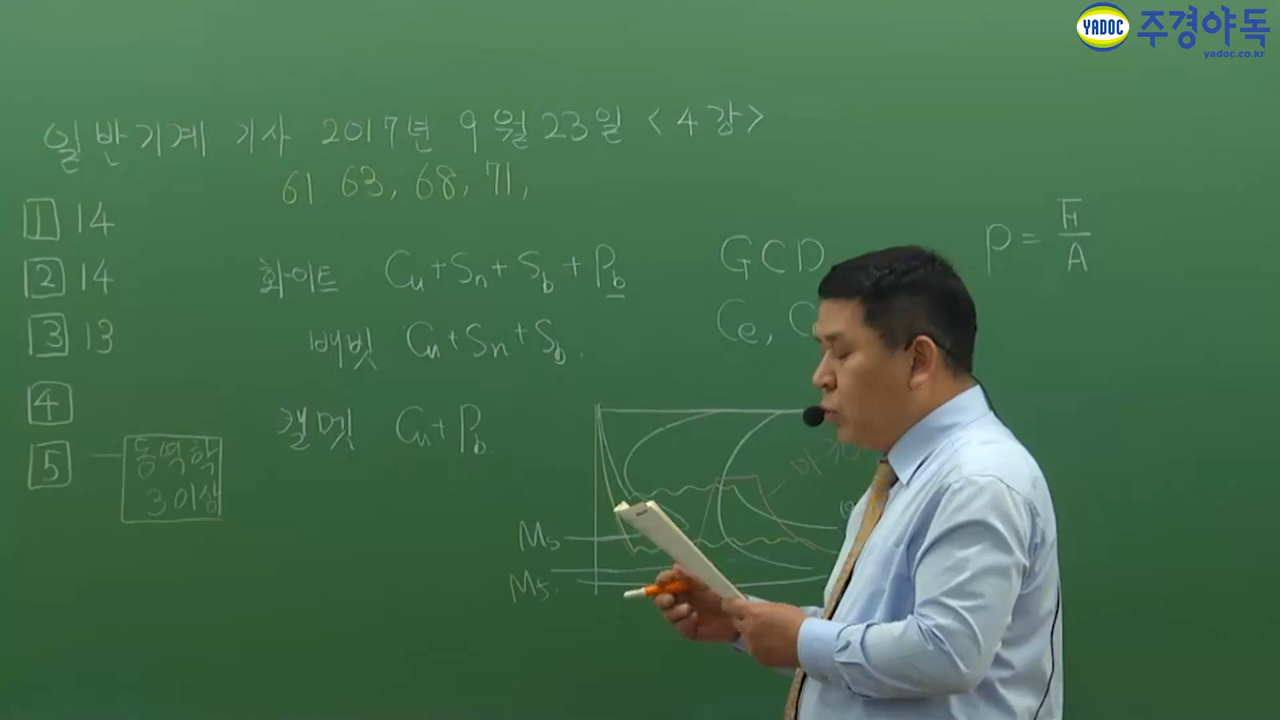 YADOC 주경야독
yadoc.co.kr
일반기계 기사 2017년 9월 23일 <4강>
61 63, 68, 71,
1 14
2 14
3 13
4
5
동역학
3이상
화이트 Cu+Sn+Sb+Pb
배빗 Cu+Sn+Sb.
켈멧 Cu+Pb.
GCD
Ce,
P = F/A
Ms
Mf.